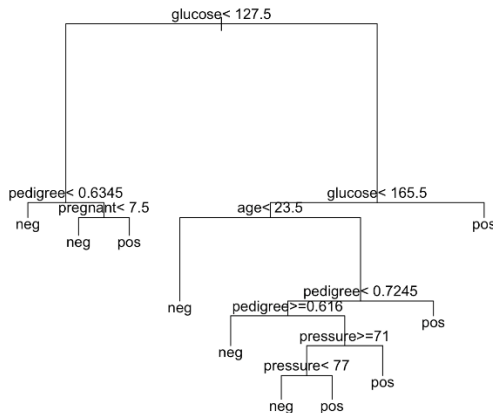 glucose< 127.5
pedigree< 0.6345
glucose< 165.5
pregnant< 7.5
age< 23.5
neg
pos
neg
pos
pedigree< 0.7245
neg
pedigree>=0.616
pos
pressure>=71
neg
pressure< 77
pos
neg
pos